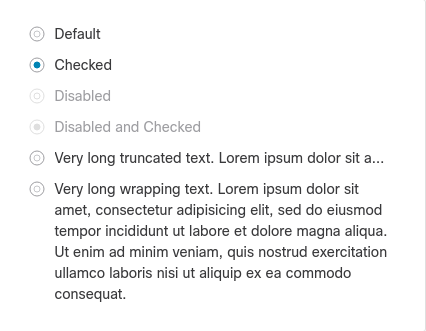 Default
Checked
Disabled
Disabled and Checked
Very long truncated text. Lorem ipsum dolor sit a...
Very long wrapping text. Lorem ipsum dolor sit
amet, consectetur adipisicing elit, sed do eiusmod
tempor incididunt ut labore et dolore magna aliqua.
Ut enim ad minim veniam, quis nostrud exercitation
ullamco laboris nisi ut aliquip ex ea commodo
consequat.